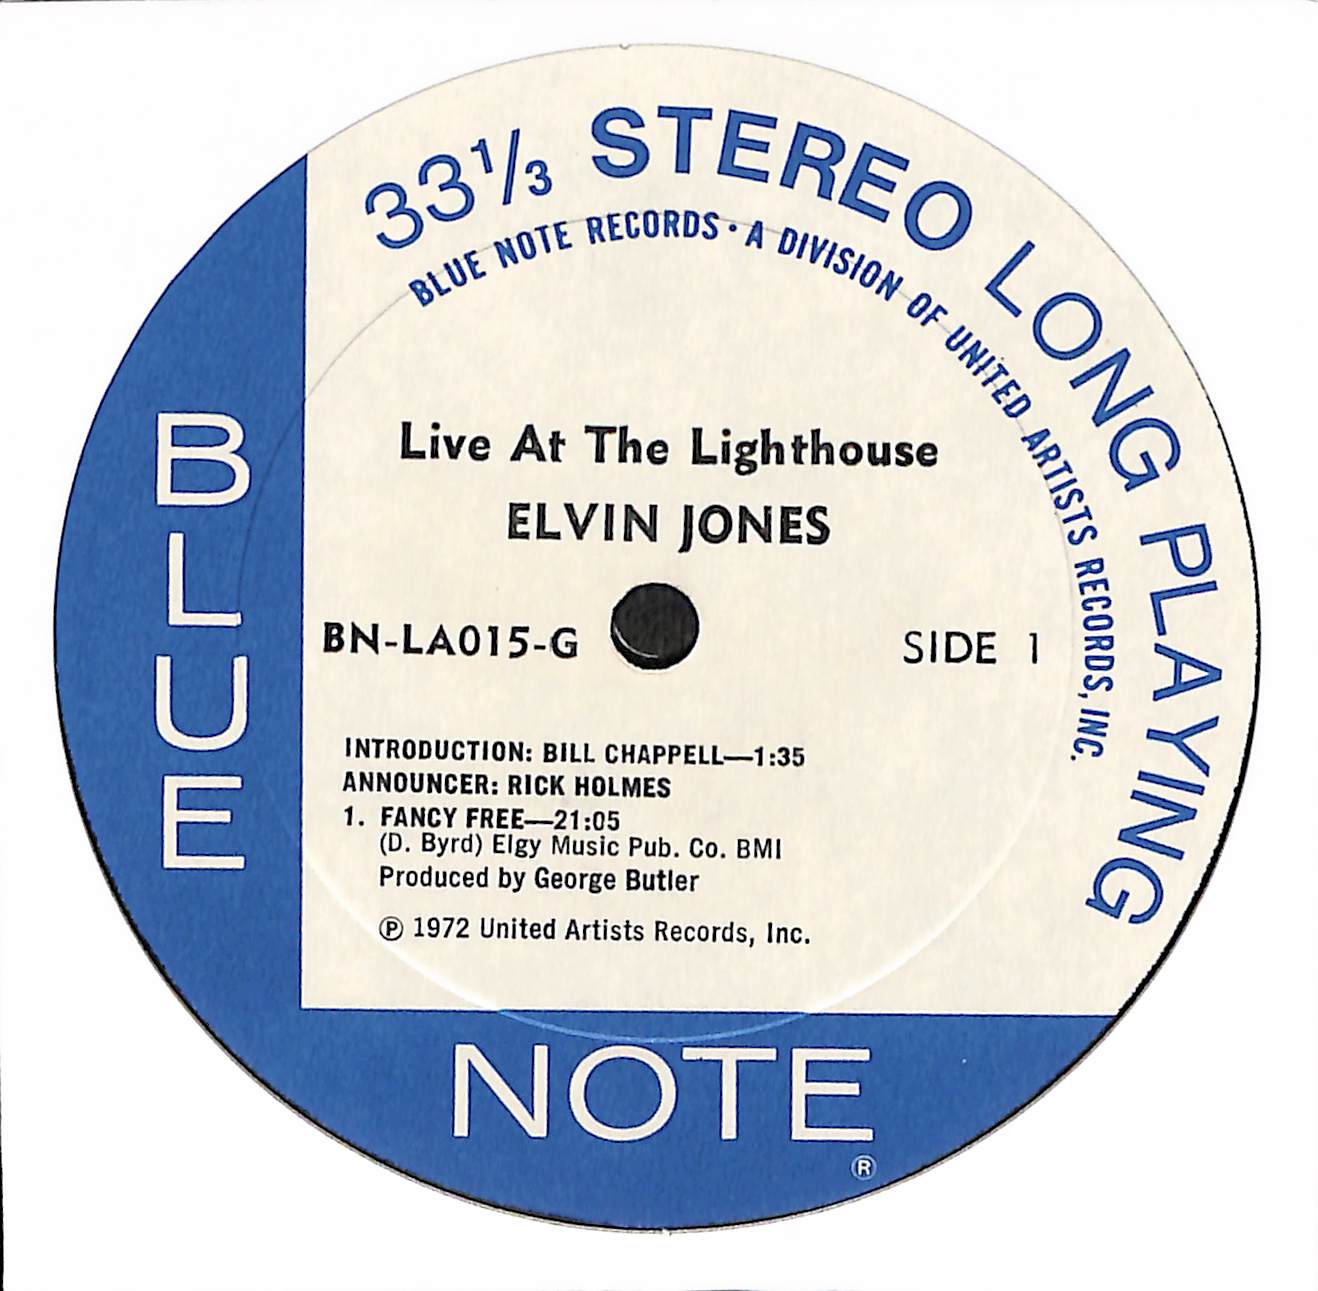 33⅓ STEREO LONG PLAYING
BLUE NOTE RECORDS • A DIVISION OF UNITED ARTISTS RECORDS, INC.
Live At The Lighthouse
ELVIN JONES
BN-LA015-G
SIDE 1
INTRODUCTION: BILL CHAPPELL—1:35
ANNOUNCER: RICK HOLMES
1. FANCY FREE—21:05
(D. Byrd) Elgy Music Pub. Co. BMI
Produced by George Butler
℗ 1972 United Artists Records, Inc.
BLUE
NOTE
®